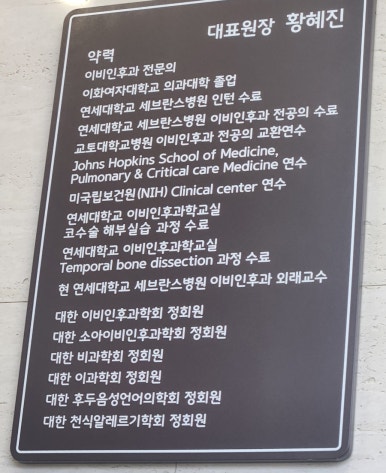 대표원장 황혜진
약력
이비인후과 전문의
이화여자대학교 의과대학 졸업
연세대학교 세브란스병원 인턴 수료
연세대학교 세브란스병원 이비인후과 전공의 수료
교토대학교병원 이비인후과 전공의 교환연수
Johns Hopkins School of Medicine,
Pulmonary & Critical care Medicine 연수
미국립보건원(NIH) Clinical center 연수
연세대학교 이비인후과학교실
코수술 해부실습 과정 수료
연세대학교 이비인후과학교실
Temporal bone dissection 과정 수료
현 연세대학교 세브란스병원 이비인후과 외래교수
대한 이비인후과학회 정회원
대한 소아이비인후과학회 정회원
대한 비과학회 정회원
대한 이과학회 정회원
대한 후두음성언어의학회 정회원
대한 천식알레르기학회 정회원